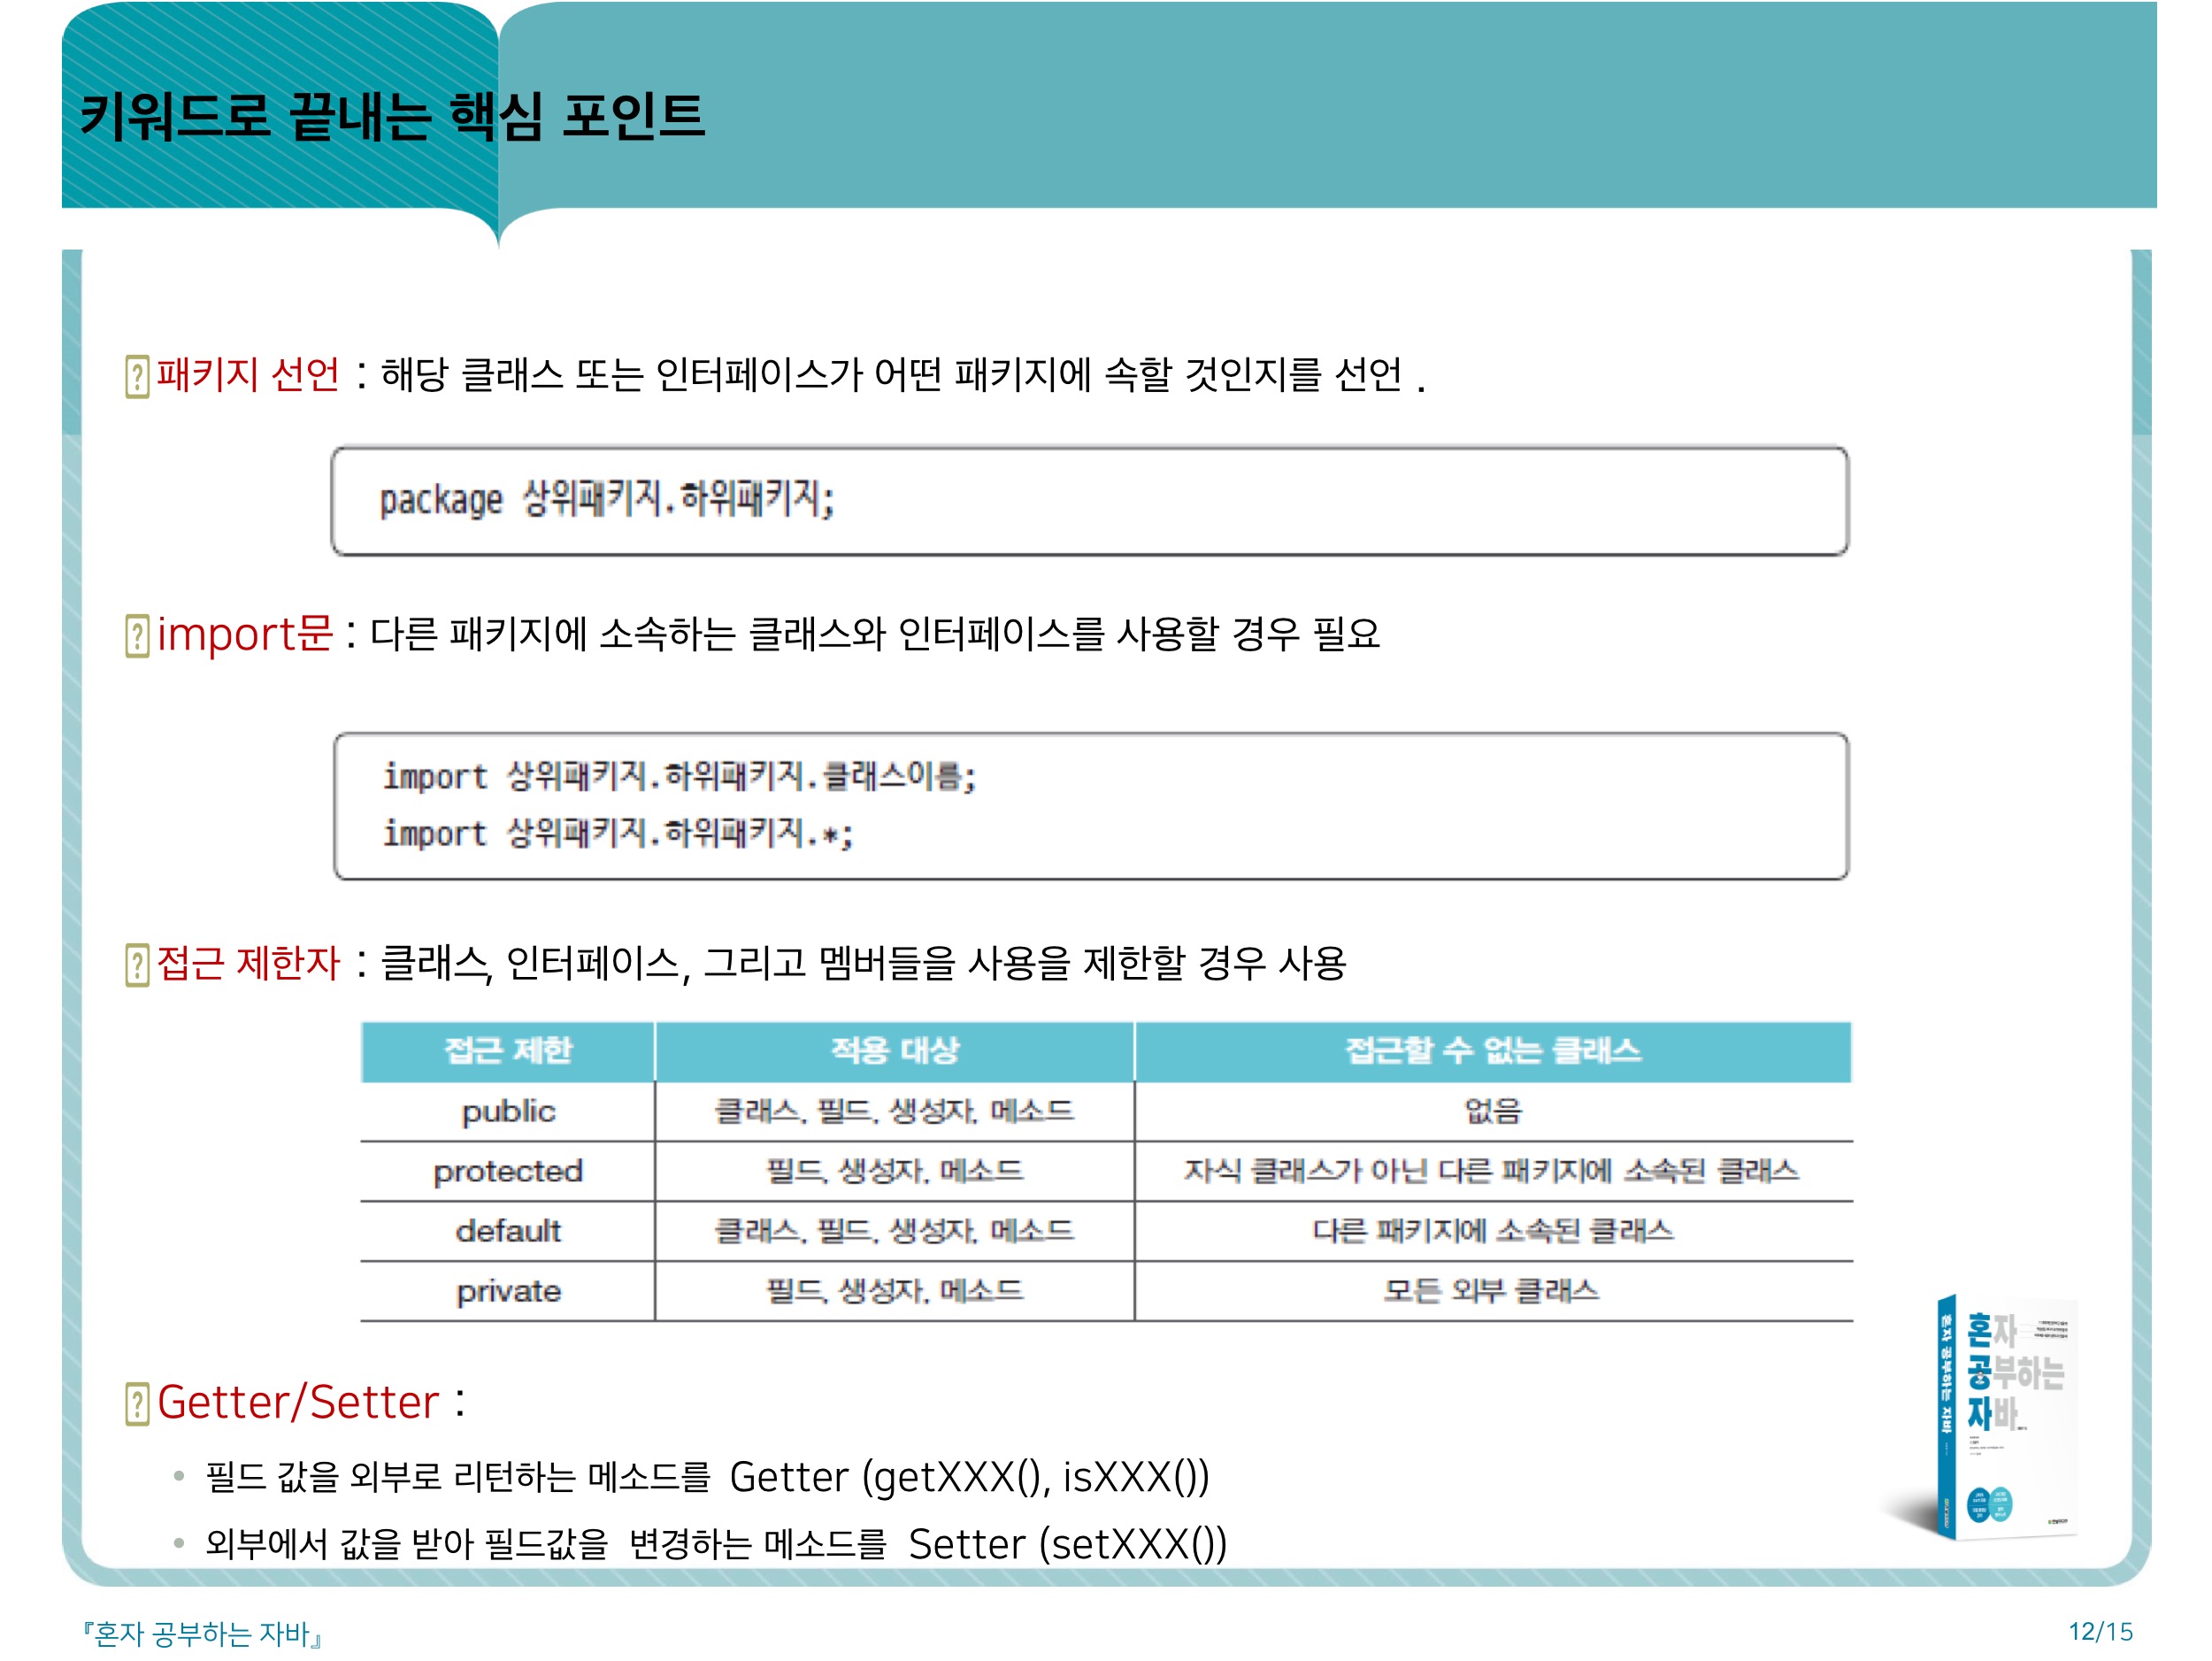 키워드로 끝내는 핵심 포인트
패키지 선언 : 해당 클래스 또는 인터페이스가 어떤 패키지에 속할 것인지를 선언 .
package 상위패키지.하위패키지;
import문 : 다른 패키지에 소속하는 클래스와 인터페이스를 사용할 경우 필요
import 상위패키지.하위패키지.클래스이름;
import 상위패키지.하위패키지.*;
접근 제한자 : 클래스, 인터페이스, 그리고 멤버들을 사용을 제한할 경우 사용
접근 제한 적용 대상 접근할 수 없는 클래스
public 클래스, 필드, 생성자, 메소드 없음
protected 필드, 생성자, 메소드 자식 클래스가 아닌 다른 패키지에 소속된 클래스
default 클래스, 필드, 생성자, 메소드 다른 패키지에 소속된 클래스
private 필드, 생성자, 메소드 모든 외부 클래스
Getter/Setter :
• 필드 값을 외부로 리턴하는 메소드를 Getter (getXXX(), isXXX())
• 외부에서 값을 받아 필드값을 변경하는 메소드를 Setter (setXXX())
혼자 공부하는 자바
혼자
공부하는
자바
『혼자 공부하는 자바』
12/15